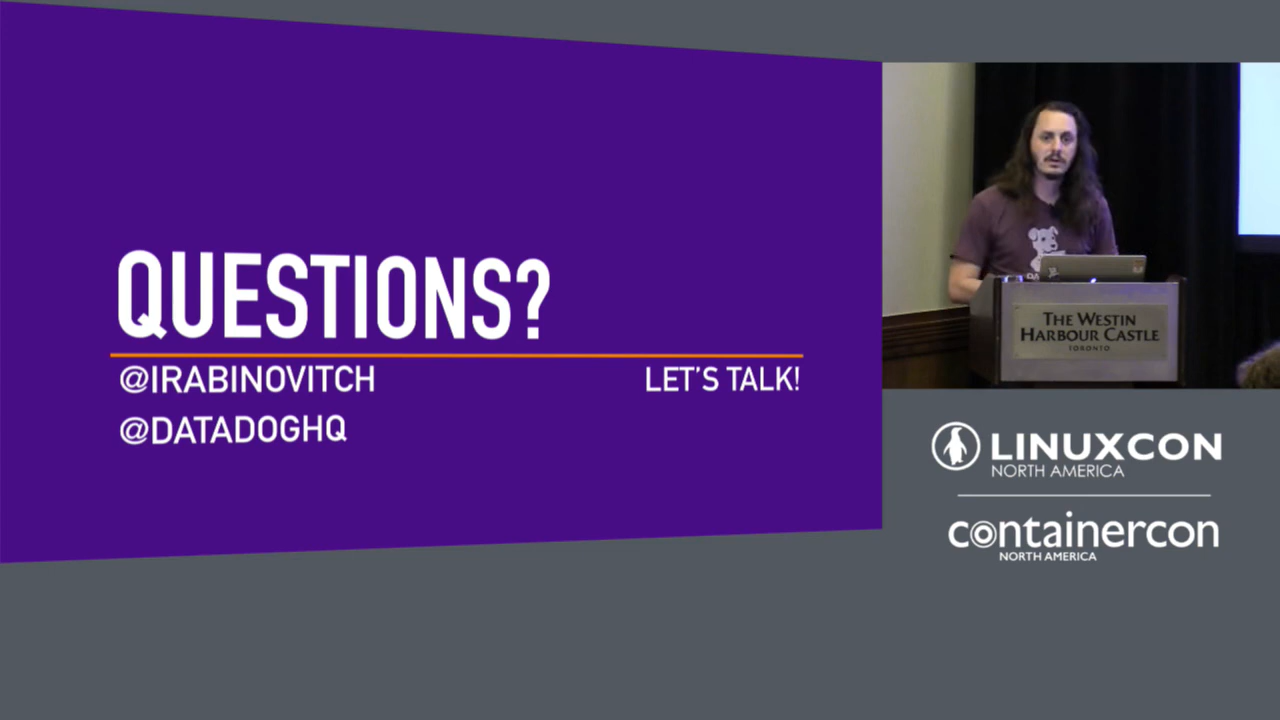 QUESTIONS?
@IRABINOVITCH
LET'S TALK!
@DATADOGHQ
THE WESTIN
HARBOUR CASTLE
TORONTO
LINUXCON
NORTH AMERICA
containercon
NORTH AMERICA